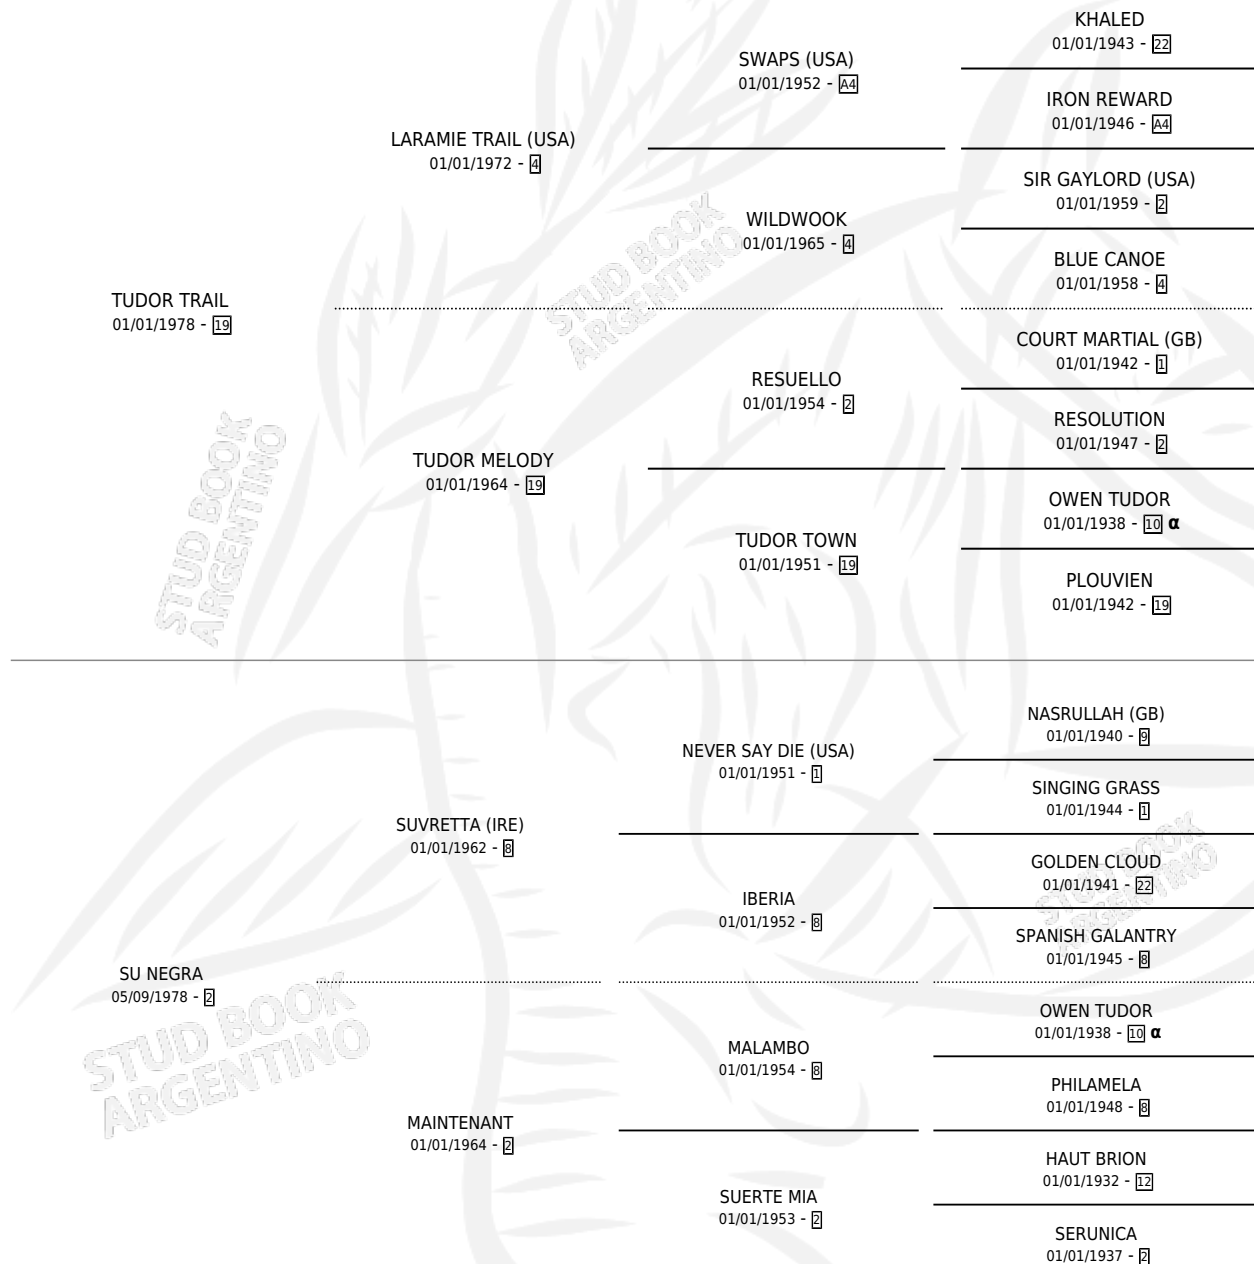 KHALED
01/01/1943 - 22
SWAPS (USA)
01/01/1952 - A4
IRON REWARD
01/01/1946 - A4
LARAMIE TRAIL (USA)
01/01/1972 - 4
SIR GAYLORD (USA)
01/01/1959 - 2
WILDWOOK
01/01/1965 - 4
BLUE CANOE
01/01/1958 - 4
TUDOR TRAIL
01/01/1978 - 19
COURT MARTIAL (GB)
01/01/1942 - 1
RESUELLO
01/01/1954 - 2
RESOLUTION
01/01/1947 - 2
TUDOR MELODY
01/01/1964 - 19
OWEN TUDOR
01/01/1938 - 10 α
TUDOR TOWN
01/01/1951 - 19
PLOUVIEN
01/01/1942 - 19
NASRULLAH (GB)
01/01/1940 - 9
NEVER SAY DIE (USA)
01/01/1951 - 1
SINGING GRASS
01/01/1944 - 1
SUVRETTA (IRE)
01/01/1962 - 8
GOLDEN CLOUD
01/01/1941 - 22
IBERIA
01/01/1952 - 8
SPANISH GALANTRY
01/01/1945 - 8
SU NEGRA
05/09/1978 - 2
OWEN TUDOR
01/01/1938 - 10 α
MALAMBO
01/01/1954 - 8
PHILAMELA
01/01/1948 - 8
MAINTENANT
01/01/1964 - 2
HAUT BRION
01/01/1932 - 12
SUERTE MIA
01/01/1953 - 2
SERUNICA
01/01/1937 - 2
STUD BOOK
ARGENTINO
STUD BOOK
ARGENTINO
STUD BOOK
ARGENTINO
STUD BOOK
ARGENTINO